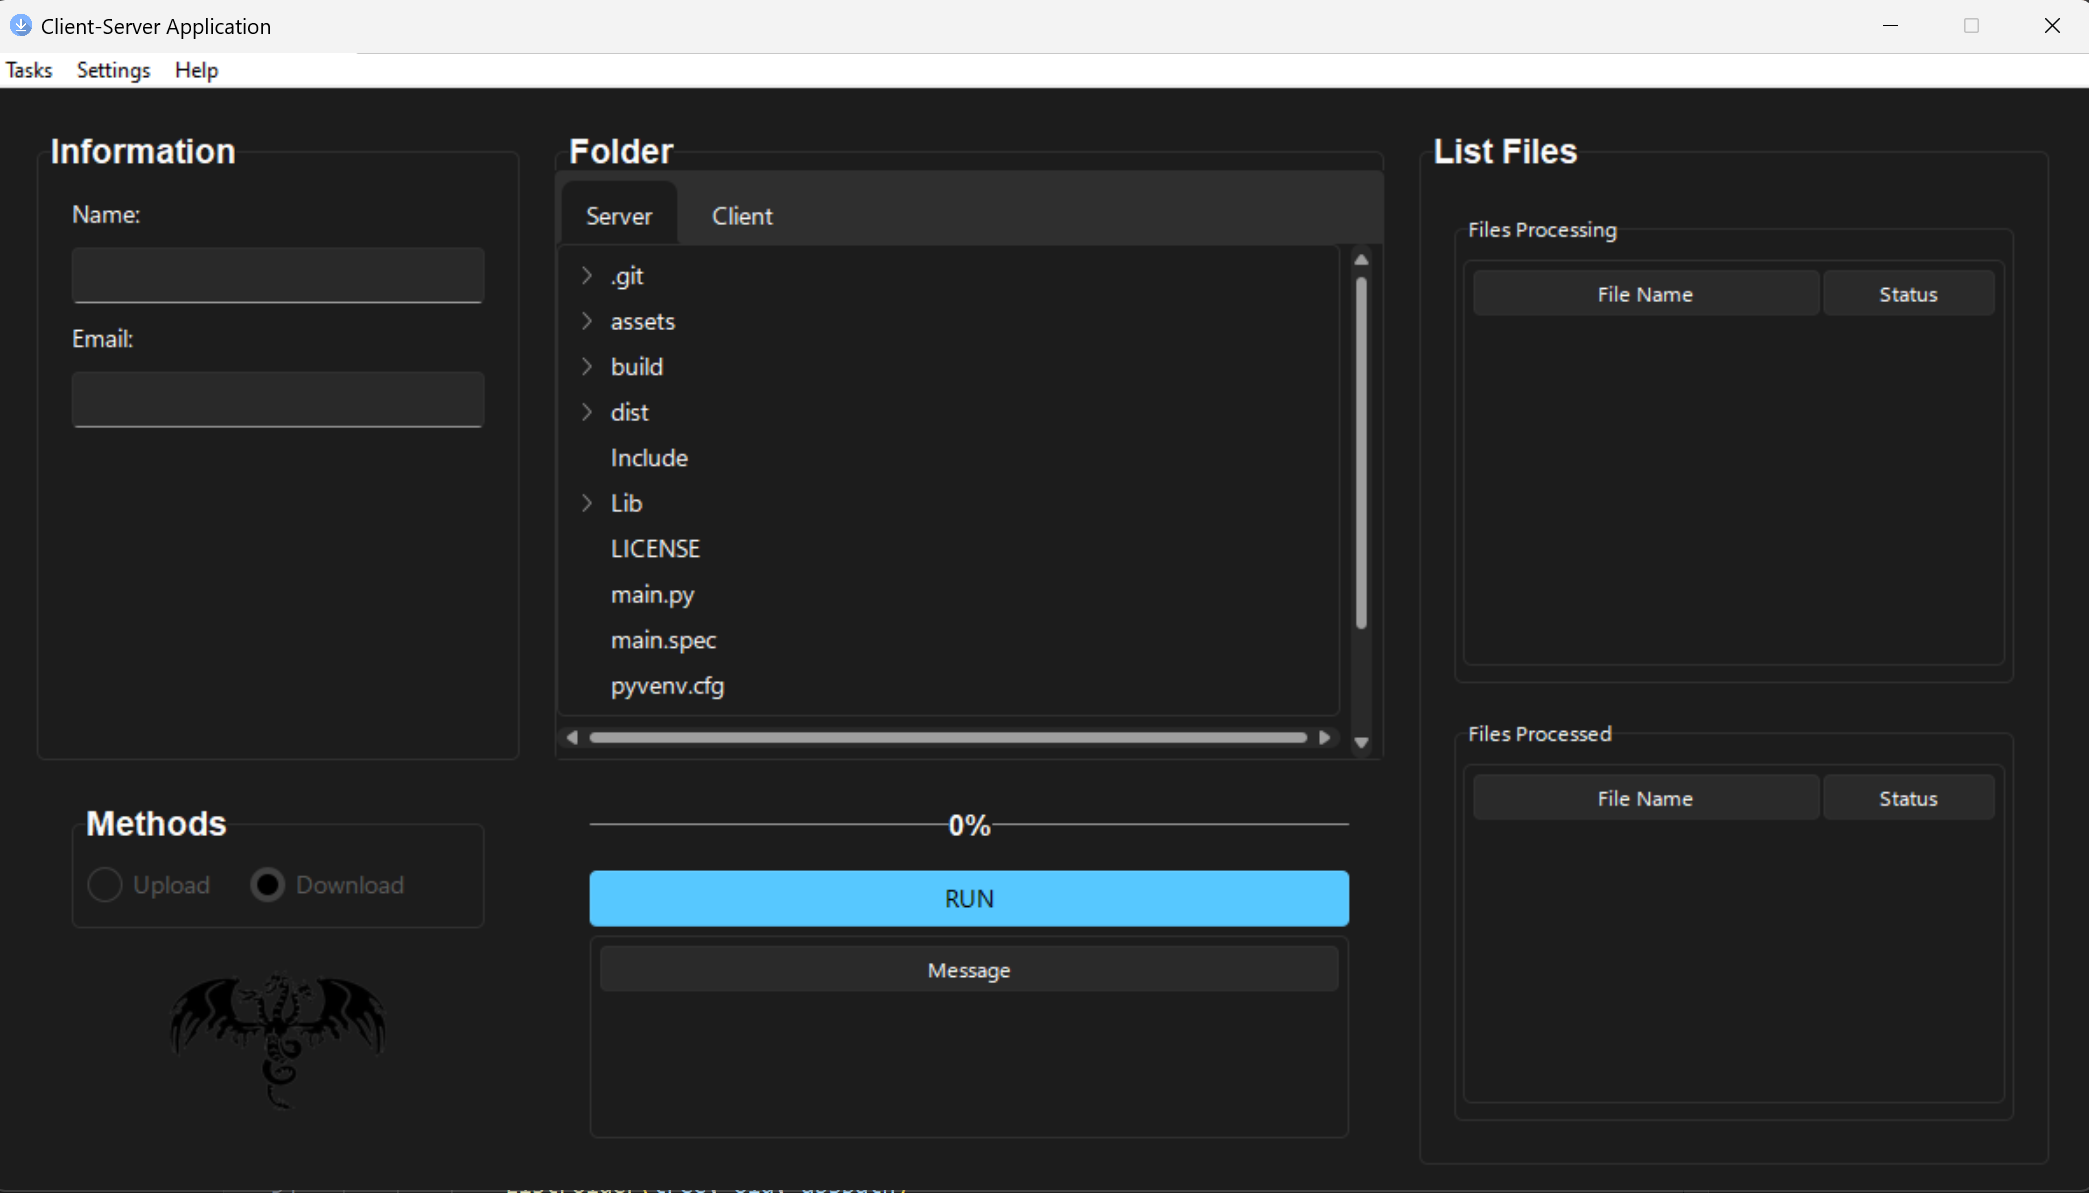 Client-Server Application
Tasks Settings Help
Information
Name:
Email:
Folder
Server Client
.git
assets
build
dist
Include
Lib
LICENSE
main.py
main.spec
pyvenv.cfg
List Files
Files Processing
File Name Status
Files Processed
File Name Status
Methods
Upload Download
0%
RUN
Message